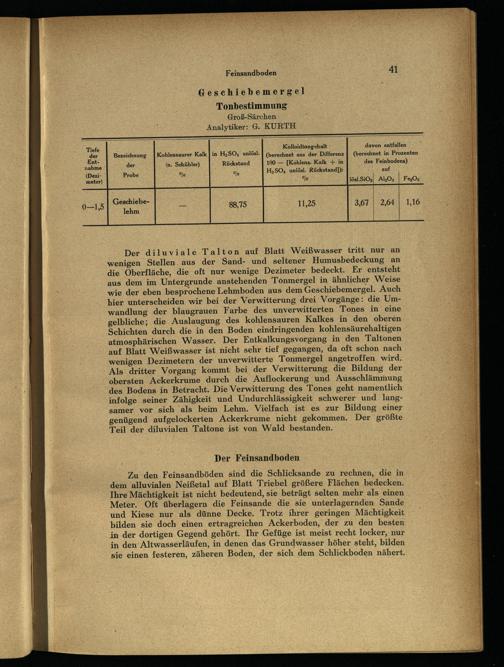 Feinsandboden 41
Geschiebemergel
Tonbestimmung
Groß-Särchen
Analytiker: G. KURTH
Tiefe der Ent-nahme (Dezi-meter) | Bezeichnung der Probe | Kohlensaurer Kalk (n. Scheibler) % | in H₂SO₄ unlösl. Rückstand % | Kolloidtongehalt (berechnet aus der Differenz 100 — [Kohlens. Kalk + in H₂SO₄ unlösl. Rückstand]): % | davon entfallen (berechnet in Prozenten des Feinbodens) auf lösl.SiO₂ | Al₂O₃ | Fe₂O₃
0—1,5 | Geschiebe-lehm | — | 88,75 | 11,25 | 3,67 | 2,64 | 1,16
Der diluviale Talton auf Blatt Weißwasser tritt nur an
wenigen Stellen aus der Sand- und seltener Humusbedeckung an
die Oberfläche, die oft nur wenige Dezimeter bedeckt. Er entsteht
aus dem im Untergrunde anstehenden Tonmergel in ähnlicher Weise
wie der eben besprochene Lehmboden aus dem Geschiebemergel. Auch
hier unterscheiden wir bei der Verwitterung drei Vorgänge: die Um-
wandlung der blaugrauen Farbe des unverwitterten Tones in eine
gelbliche; die Auslaugung des kohlensauren Kalkes in den oberen
Schichten durch die in den Boden eindringenden kohlensäurehaltigen
atmosphärischen Wasser. Der Entkalkungsvorgang in den Taltonen
auf Blatt Weißwasser ist nicht sehr tief gegangen, da oft schon nach
wenigen Dezimetern der unverwitterte Tonmergel angetroffen wird.
Als dritter Vorgang kommt bei der Verwitterung die Bildung der
obersten Ackerkrume durch die Auflockerung und Ausschlämmung
des Bodens in Betracht. Die Verwitterung des Tones geht namentlich
infolge seiner Zähigkeit und Undurchlässigkeit schwerer und lang-
samer vor sich als beim Lehm. Vielfach ist es zur Bildung einer
genügend aufgelockerten Ackerkrume nicht gekommen. Der größte
Teil der diluvialen Taltone ist von Wald bestanden.
Der Feinsandboden
Zu den Feinsandböden sind die Schlicksande zu rechnen, die in
dem alluvialen Neißetal auf Blatt Triebel größere Flächen bedecken.
Ihre Mächtigkeit ist nicht bedeutend, sie beträgt selten mehr als einen
Meter. Oft überlagern die Feinsande die sie unterlagernden Sande
und Kiese nur als dünne Decke. Trotz ihrer geringen Mächtigkeit
bilden sie doch einen ertragreichen Ackerboden, der zu den besten
in der dortigen Gegend gehört. Ihr Gefüge ist meist recht locker, nur
in den Altwasserläufen, in denen das Grundwasser höher steht, bilden
sie einen festeren, zäheren Boden, der sich dem Schlickboden nähert.